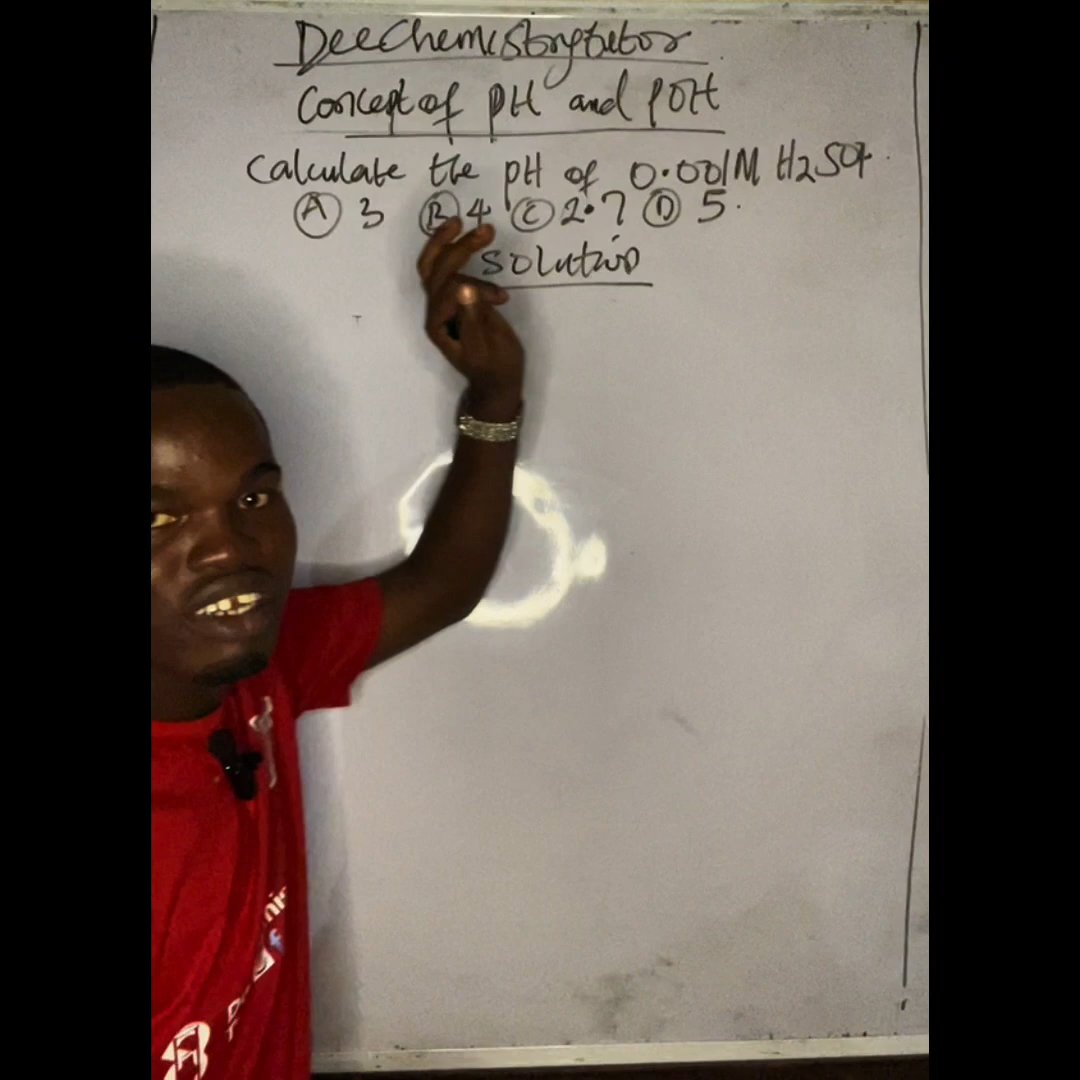 DeeChemistrytutor
Concept of pH and pOH
Calculate the pH of 0.001M H2SO4.
(A) 3 (B) 4 (C) 2.7 (D) 5.
Solution